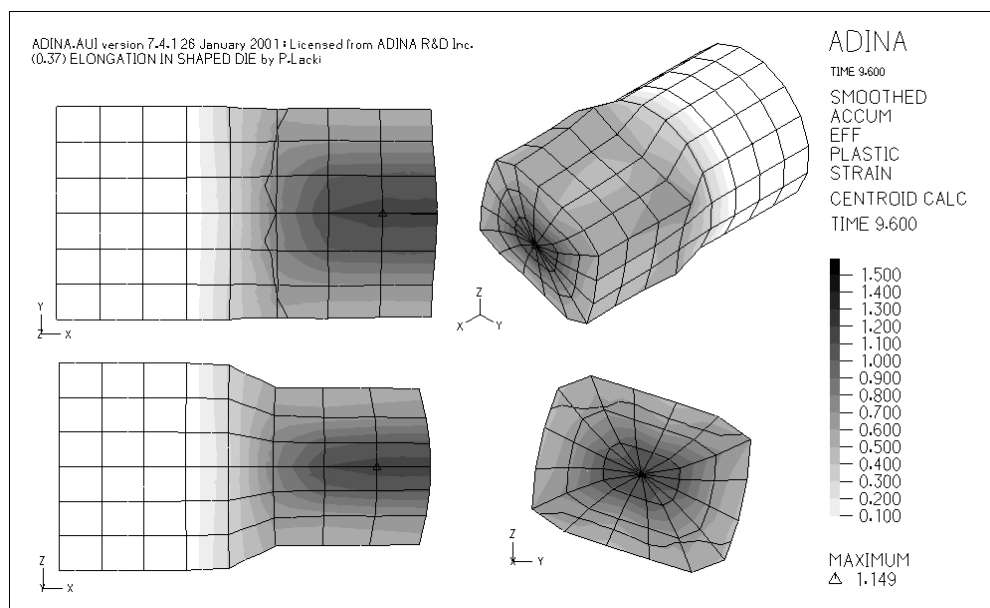 ADINA-AUI version 7.4.1 26 January 2001: Licensed from ADINA R&D Inc.
(0.37) ELONGATION IN SHAPED DIE by P.Lacki
ADINA
TIME 9.600
SMOOTHED
ACCUM
EFF
PLASTIC
STRAIN
CENTROID CALC
TIME 9.600
1.500
1.400
1.300
1.200
1.100
1.000
0.900
0.800
0.700
0.600
0.500
0.400
0.300
0.200
0.100
MAXIMUM
△ 1.149
Y
Z X
Z
X Y
Z
Y X
Z
X Y